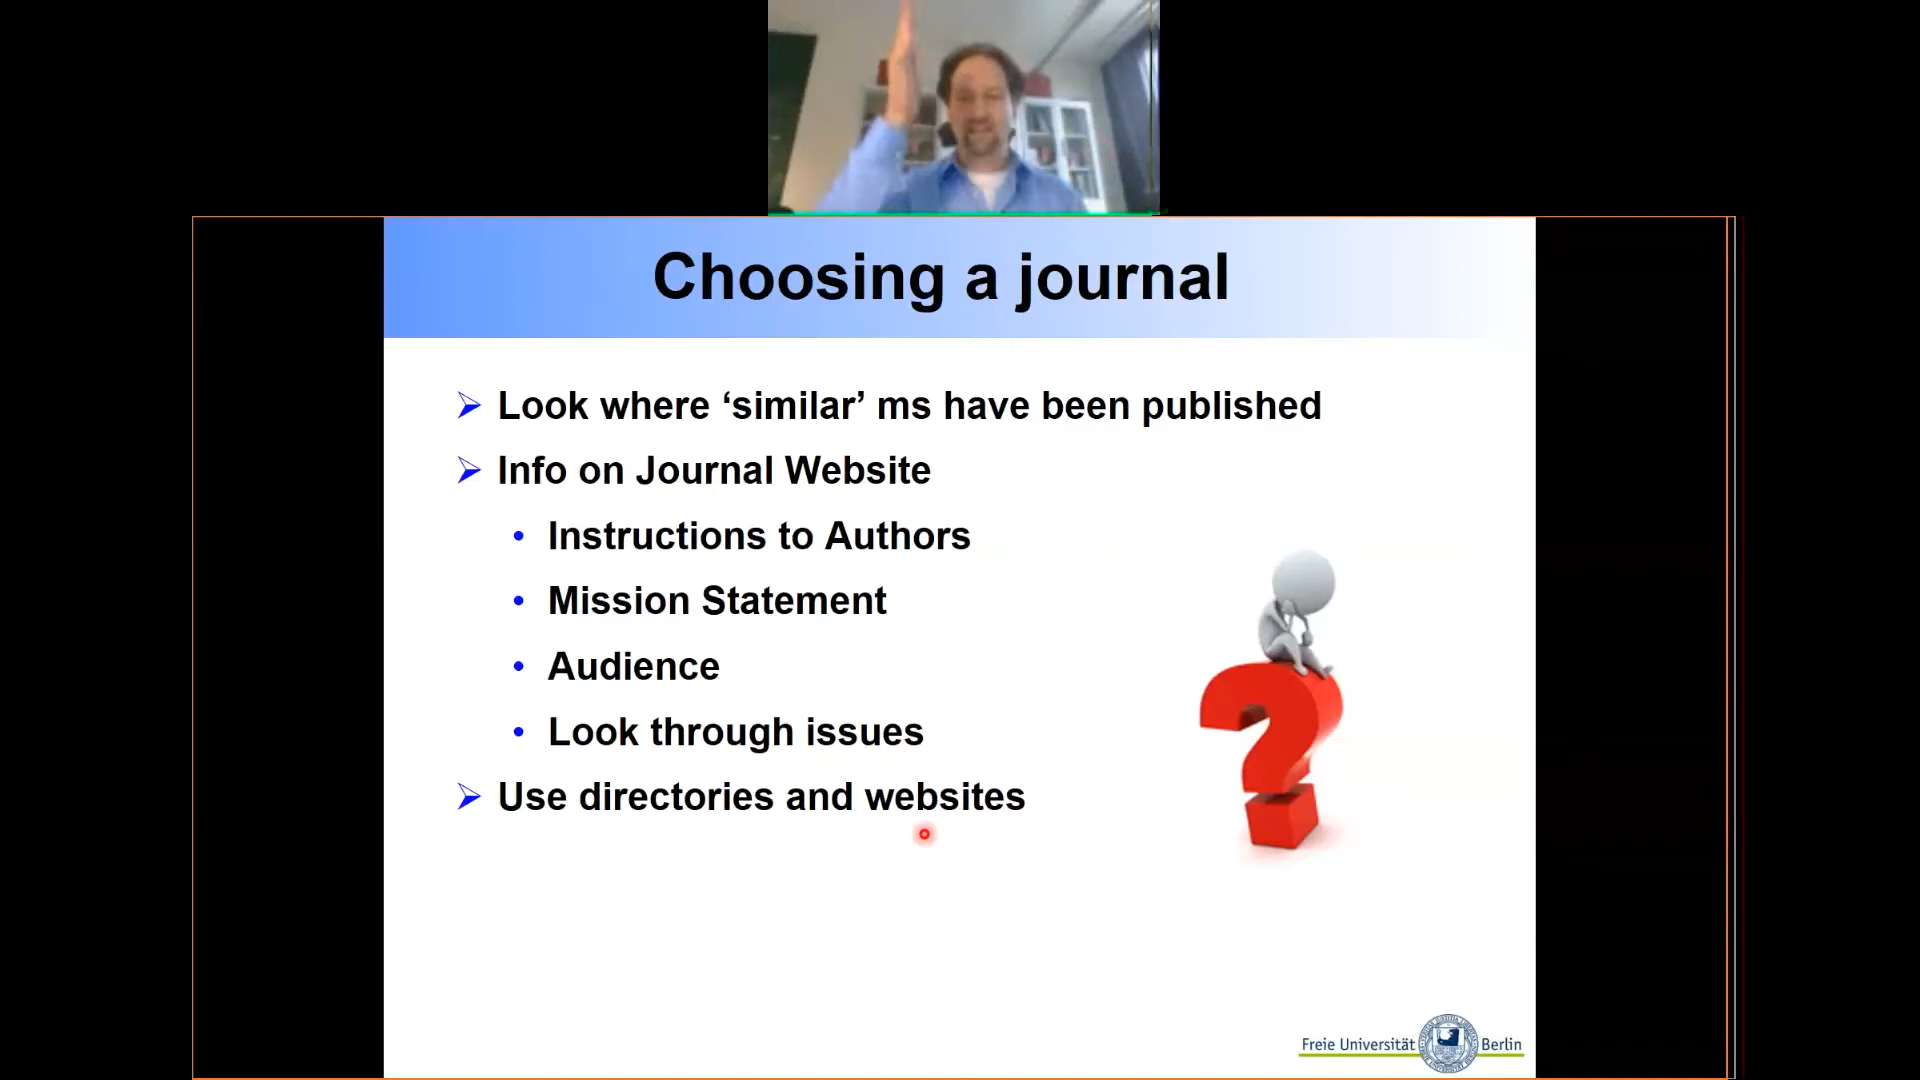 Choosing a journal
Look where ‘similar’ ms have been published
Info on Journal Website
Instructions to Authors
Mission Statement
Audience
Look through issues
Use directories and websites
Freie Universität Berlin